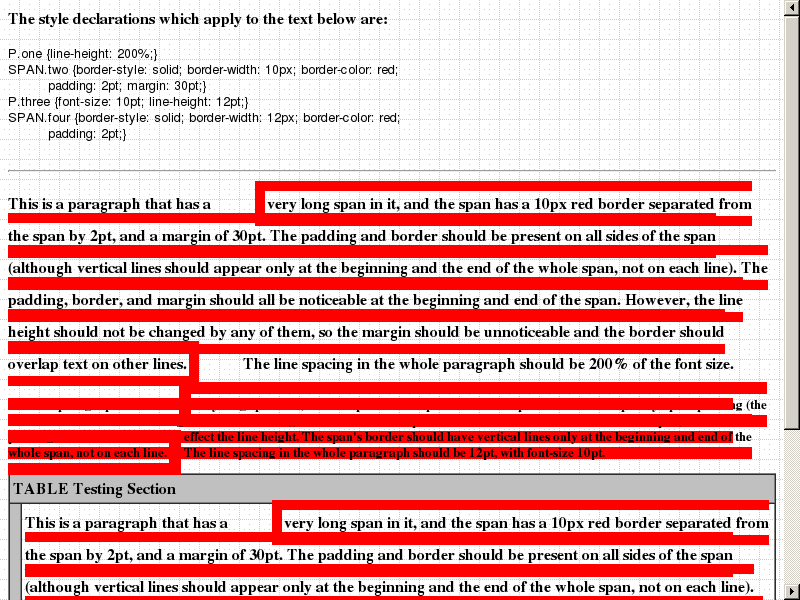 The style declarations which apply to the text below are:
P.one {line-height: 200%;}
SPAN.two {border-style: solid; border-width: 10px; border-color: red;
padding: 2pt; margin: 30pt;}
P.three {font-size: 10pt; line-height: 12pt;}
SPAN.four {border-style: solid; border-width: 12px; border-color: red;
padding: 2pt;}
This is a paragraph that has a very long span in it, and the span has a 10px red border separated from
the span by 2pt, and a margin of 30pt. The padding and border should be present on all sides of the span
(although vertical lines should appear only at the beginning and the end of the whole span, not on each line). The
padding, border, and margin should all be noticeable at the beginning and end of the span. However, the line
height should not be changed by any of them, so the margin should be unnoticeable and the border should
overlap text on other lines. The line spacing in the whole paragraph should be 200% of the font size.
(the
effect the line height. The span's border should have vertical lines only at the beginning and end of the
whole span, not on each line. The line spacing in the whole paragraph should be 12pt, with font-size 10pt.
TABLE Testing Section
This is a paragraph that has a very long span in it, and the span has a 10px red border separated from
the span by 2pt, and a margin of 30pt. The padding and border should be present on all sides of the span
(although vertical lines should appear only at the beginning and the end of the whole span, not on each line).